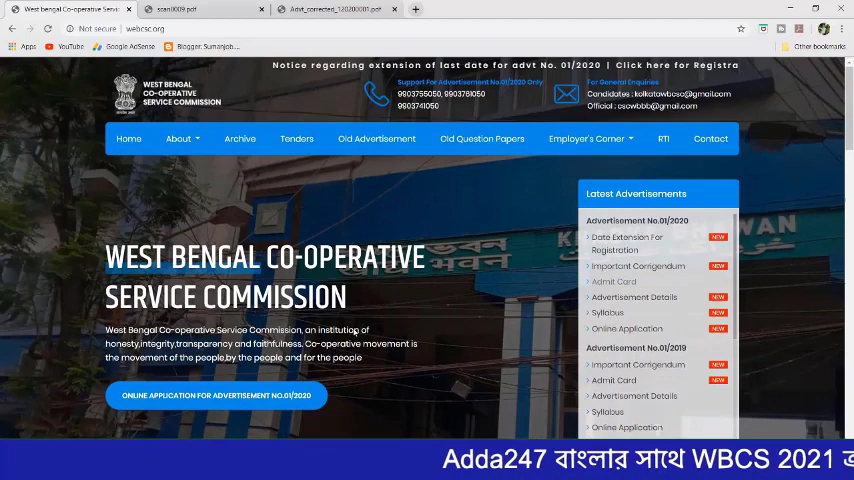 West bengal Co-operative Servic
scan0009.pdf
Advt_corrected_120200001.pdf
Not secure
webcsc.org
Apps
YouTube
Google AdSense
Blogger: Sumanjo....
Other bookmarks
Notice regarding extension of last date for advt No. 01/2020 | Click here for Registra
WEST BENGAL
CO-OPERATIVE
SERVICE COMMISSION
Support For Advertisement No.01/2020 Only
9903755050, 9903761050
9903741050
For General Enquiries
Candidates : kolkatawbcsc@gmail.com
Official : cscwbbb@gmail.com
Home About Archive Tenders Old Advertisement Old Question Papers Employer's Corner RTI Contact
Latest Advertisements
Advertisement No.01/2020
Date Extension For
Registration
NEW
Important Corrigendum NEW
Admit Card
Advertisement Details NEW
Syllabus NEW
Online Application NEW
Advertisement No.01/2019
Important Corrigendum NEW
Admit Card NEW
Advertisement Details
Syllabus
Online Application
WEST BENGAL CO-OPERATIVE
SERVICE COMMISSION
West Bengal Co-operative Service Commission, an institution of
honesty,integrity,transparency and faithfulness. Co-operative movement is
the movement of the people,by the people and for the people
ONLINE APPLICATION FOR ADVERTISEMENT NO.01/2020
Adda247 বাংলার সাথে WBCS 2021